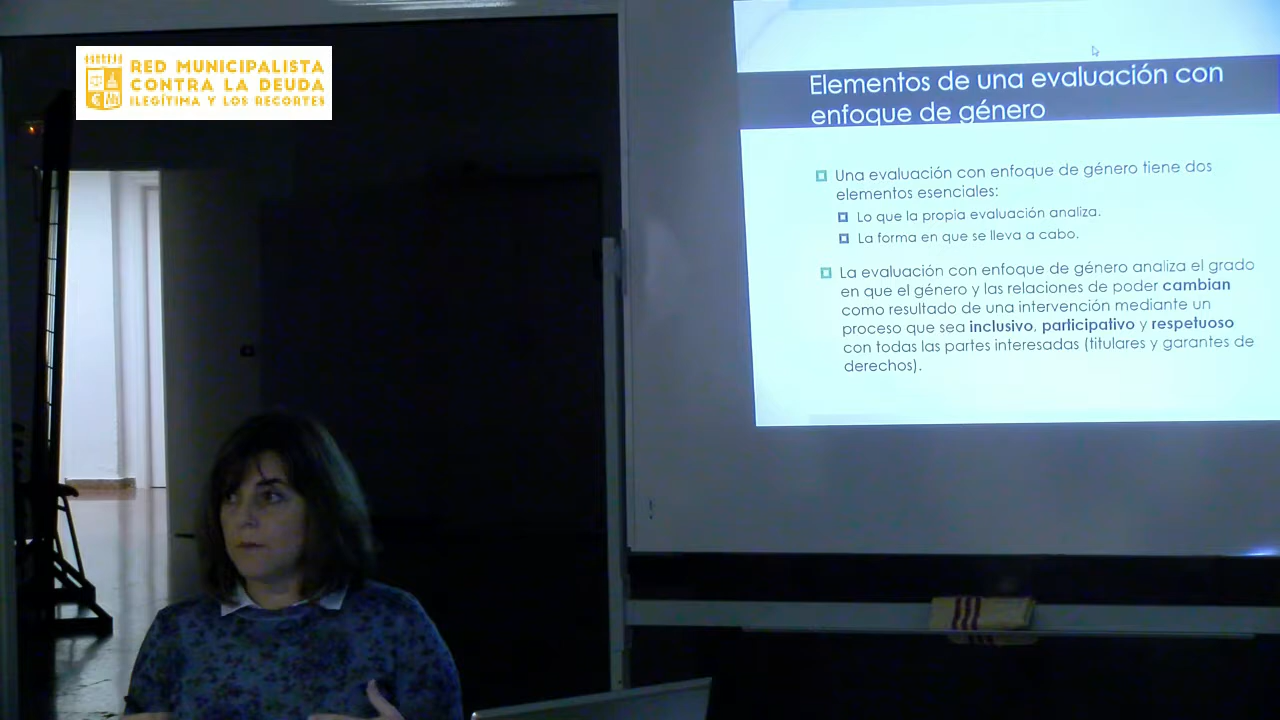 RED MUNICIPALISTA
CONTRA LA DEUDA
ILEGÍTIMA Y LOS RECORTES
Elementos de una evaluación con
enfoque de género
Una evaluación con enfoque de género tiene dos
elementos esenciales:
Lo que la propia evaluación analiza.
La forma en que se lleva a cabo.
La evaluación con enfoque de género analiza el grado
en que el género y las relaciones de poder cambian
como resultado de una intervención mediante un
proceso que sea inclusivo, participativo y respetuoso
con todas las partes interesadas (titulares y garantes de
derechos).